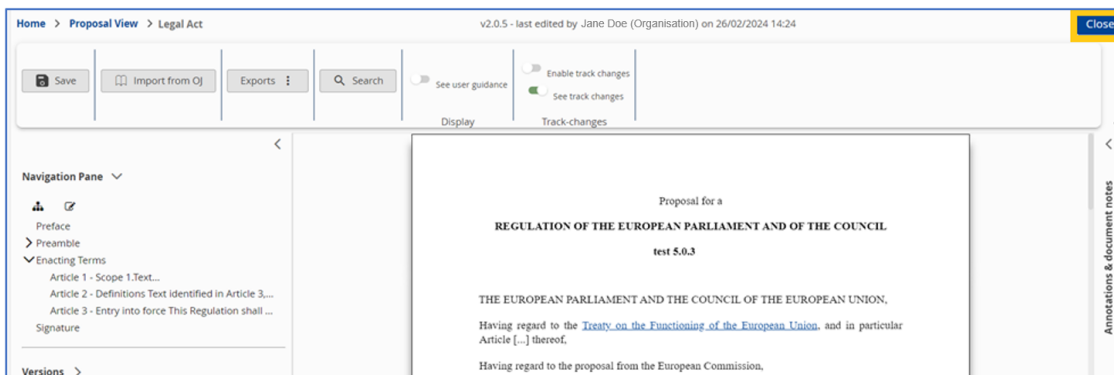 Home > Proposal View > Legal Act
v2.0.5 - last edited by Jane Doe (Organisation) on 26/02/2024 14:24
Close
Save
Import from OJ
Exports
Search
See user guidance
Display
Enable track changes
See track changes
Track-changes
Navigation Pane
Preface
Preamble
Enacting Terms
Article 1 - Scope 1.Text...
Article 2 - Definitions Text identified in Article 3,...
Article 3 - Entry into force This Regulation shall ...
Signature
Versions
Proposal for a
REGULATION OF THE EUROPEAN PARLIAMENT AND OF THE COUNCIL
test 5.0.3
THE EUROPEAN PARLIAMENT AND THE COUNCIL OF THE EUROPEAN UNION,
Having regard to the Treaty on the Functioning of the European Union, and in particular
Article [...] thereof,
Having regard to the proposal from the European Commission,
Annotations & document notes